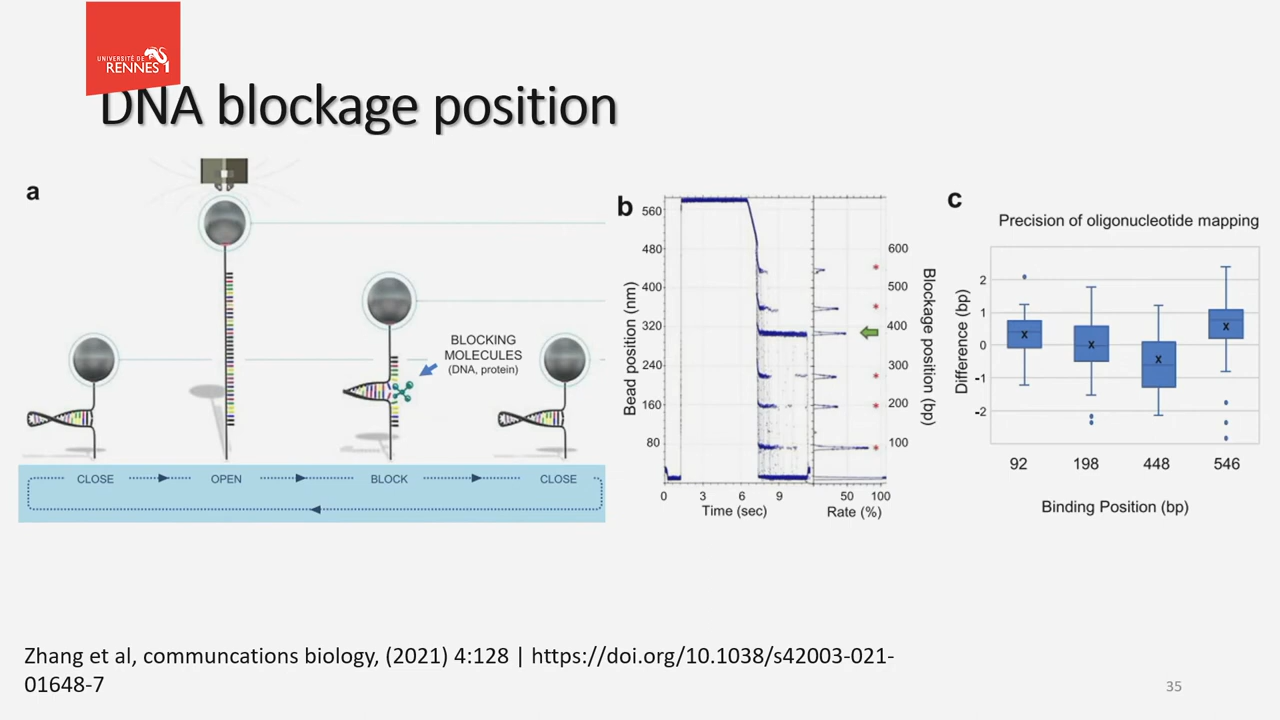 UNIVERSITÉ DE
RENNES 1
DNA blockage position
a
BLOCKING
MOLECULES
(DNA, protein)
CLOSE
OPEN
BLOCK
CLOSE
b
Bead position (nm)
560
480
400
320
240
160
80
0
3
6
9
50
100
Time (sec)
Rate (%)
600
500
400
300
200
100
Blockage position (bp)
*
*
*
*
*
c
Precision of oligonucleotide mapping
Difference (bp)
2
1
0
-1
-2
x
x
x
x
92
198
448
546
Binding Position (bp)
Zhang et al, communcations biology, (2021) 4:128 | https://doi.org/10.1038/s42003-021-
01648-7
35